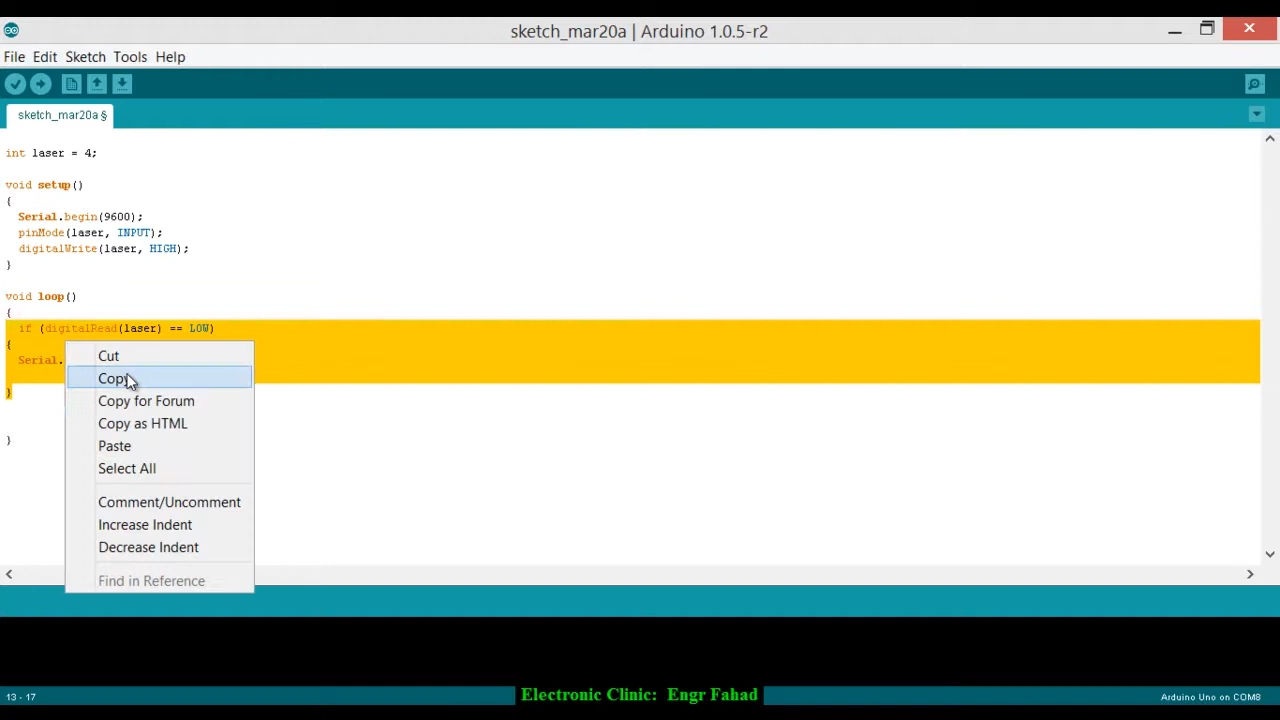 sketch_mar20a | Arduino 1.0.5-r2
File Edit Sketch Tools Help
sketch_mar20a §
int laser = 4;
void setup()
{
Serial.begin(9600);
pinMode(laser, INPUT);
digitalWrite(laser, HIGH);
}
void loop()
{
if (digitalRead(laser) == LOW)
{
Serial.
}
}
Cut
Copy
Copy for Forum
Copy as HTML
Paste
Select All
Comment/Uncomment
Increase Indent
Decrease Indent
Find in Reference
13 - 17
Electronic Clinic: Engr Fahad
Arduino Uno on COM8